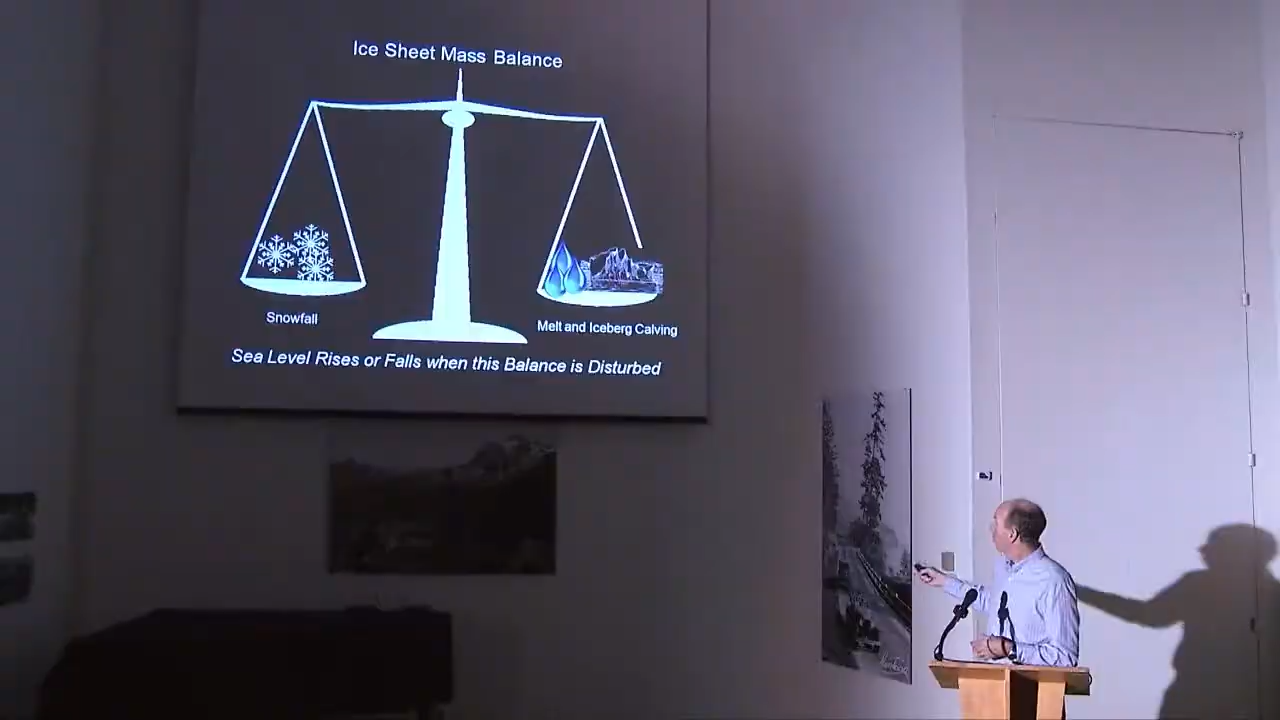 Ice Sheet Mass Balance
Snowfall
Melt and Iceberg Calving
Sea Level Rises or Falls when this Balance is Disturbed